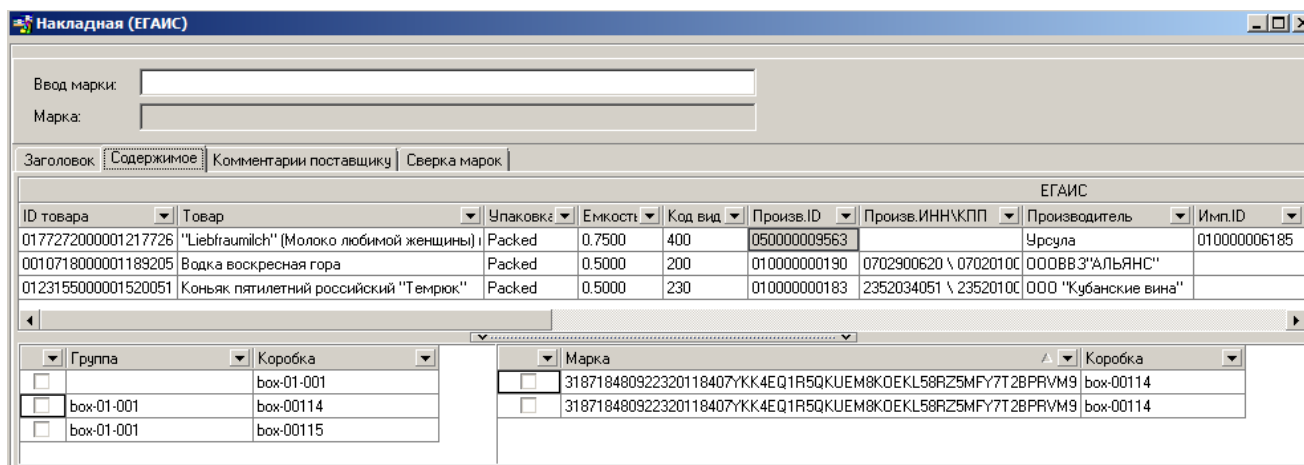 Накладная (ЕГАИС)
Ввод марки:
Марка:
Заголовок Содержимое Комментарии поставщику Сверка марок
ЕГАИС
ID товара Товар Упаковка Емкость Код вид Произв.ID Произв.ИНН\КПП Производитель Имп.ID
0177272000001217726 "Liebfraumilch" (Молоко любимой женщины) Packed 0.7500 400 050000009563 Урсула 010000006185
0010718000001189205 Водка воскресная гора Packed 0.5000 200 010000000190 0702900620 \ 0702010 ОООВВЗ"АЛЬЯНС"
0123155000001520051 Коньяк пятилетний российский "Темрюк" Packed 0.5000 230 010000000183 2352034051 \ 2352010 ООО "Кубанские вина"
Группа Коробка
box-01-001
box-01-001 box-00114
box-01-001 box-00115
Марка Коробка
318718480922320118407YKK4EQ1R5QKUEM8KOEKL58RZ5MFY7T2BPRVM9 box-00114
318718480922320118407YKK4EQ1R5QKUEM8KOEKL58RZ5MFY7T2BPRVM9 box-00114